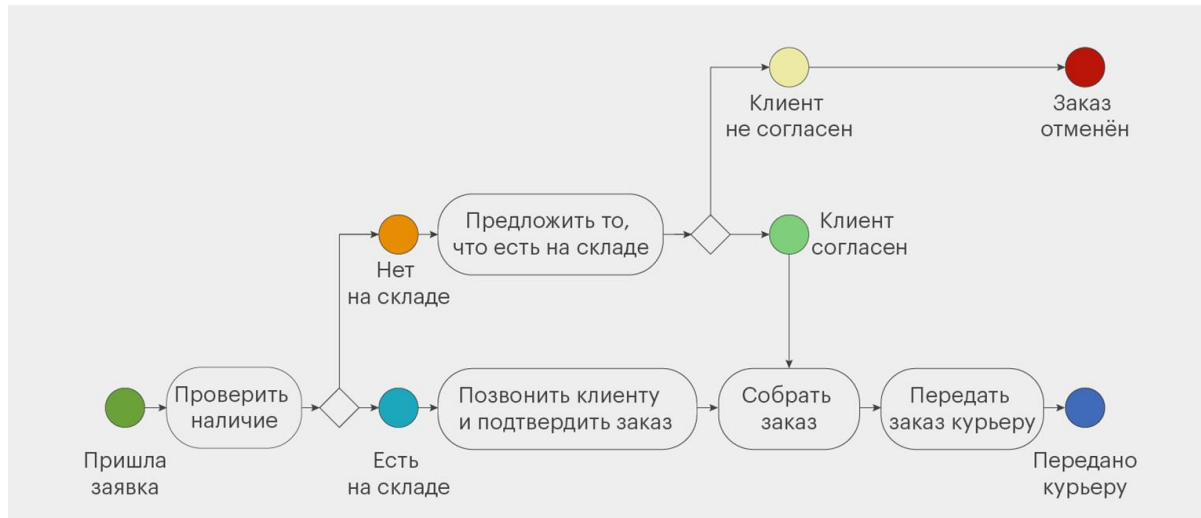 Клиент
не согласен
Заказ
отменён
Предложить то,
что есть на складе
Клиент
согласен
Нет
на складе
Проверить
наличие
Позвонить клиенту
и подтвердить заказ
Собрать
заказ
Передать
заказ курьеру
Пришла
заявка
Есть
на складе
Передано
курьеру